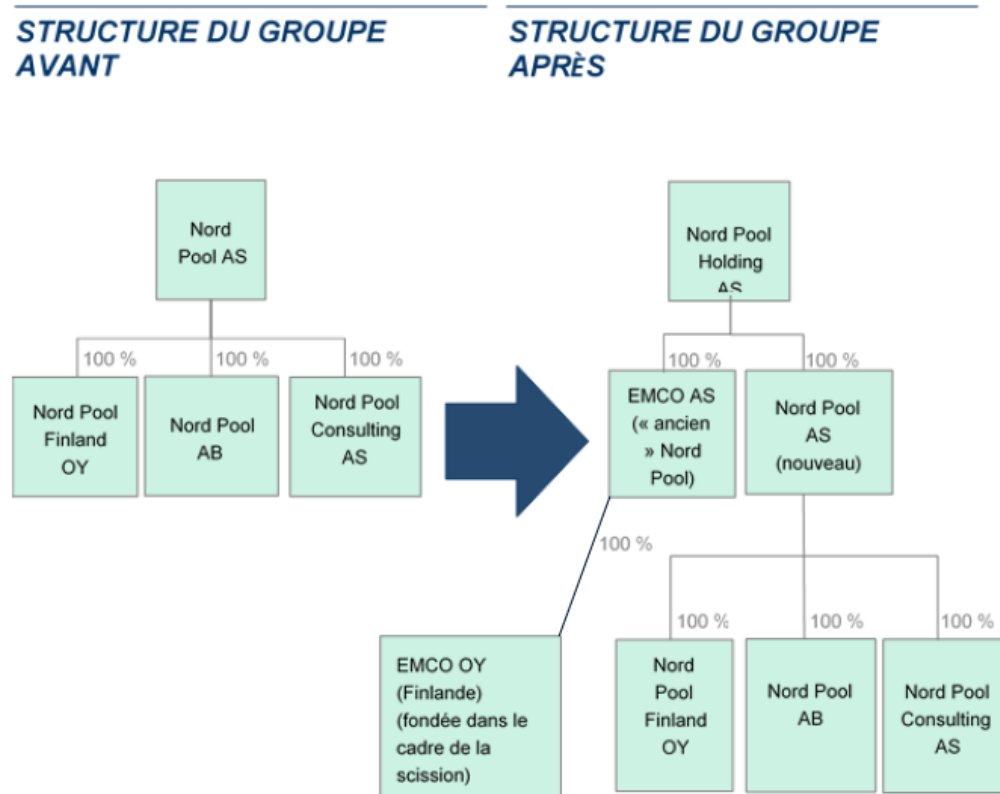 STRUCTURE DU GROUPE
AVANT
Nord
Pool AS
100 %
100 %
100 %
Nord Pool
Finland
OY
Nord Pool
AB
Nord Pool
Consulting
AS
STRUCTURE DU GROUPE
APRÈS
Nord Pool
Holding
AS
100 %
100 %
EMCO AS
(« ancien
» Nord
Pool)
Nord Pool
AS
(nouveau)
100 %
100 %
100 %
100 %
EMCO OY
(Finlande)
(fondée dans le
cadre de la
scission)
Nord
Pool
Finland
OY
Nord Pool
AB
Nord Pool
Consulting
AS